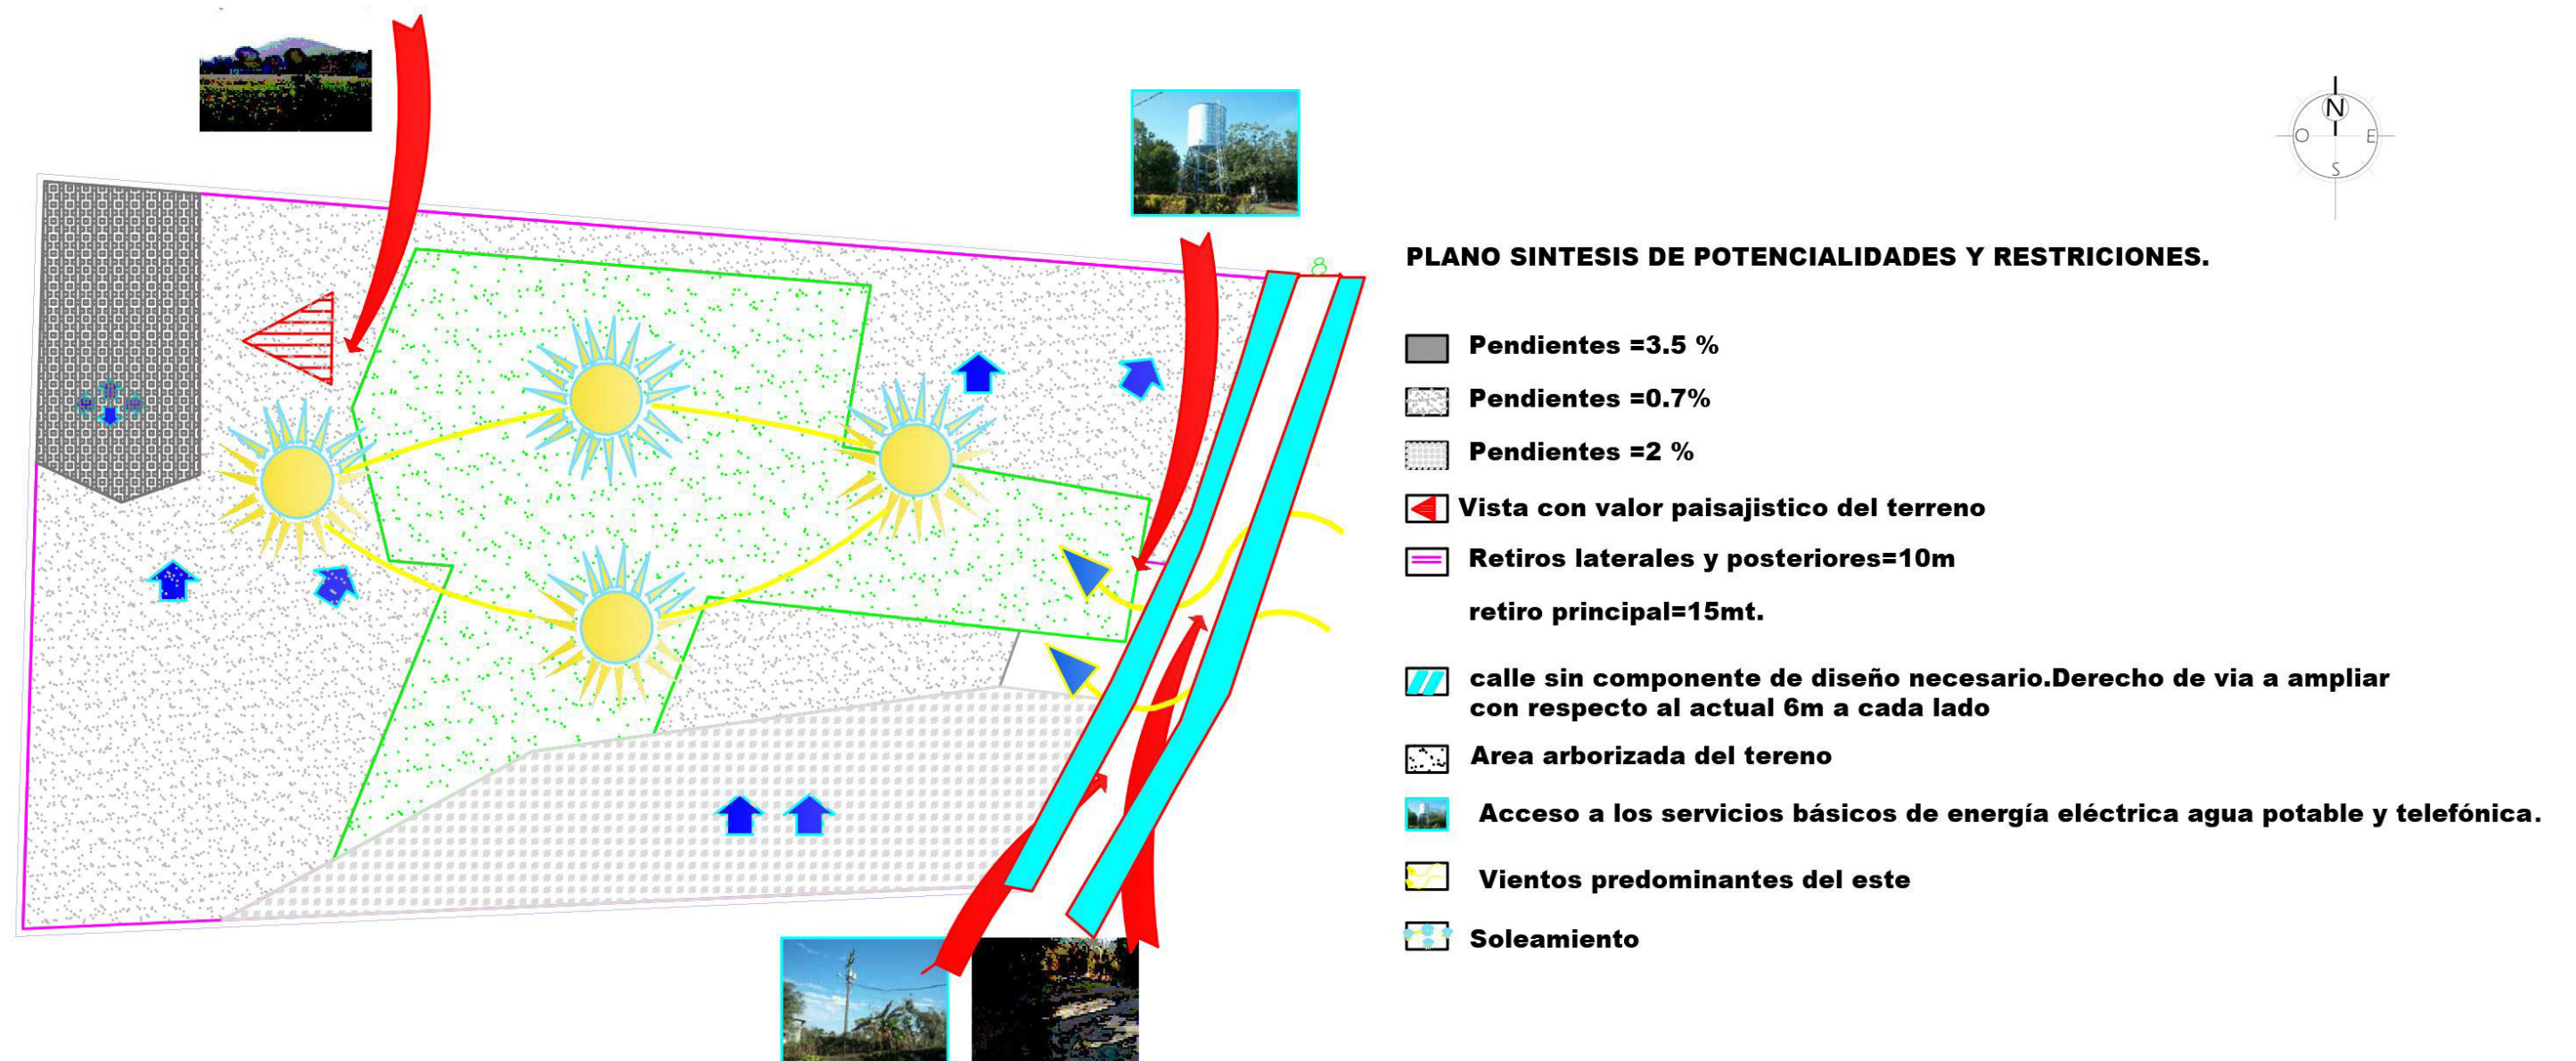 N
O
E
S
8
PLANO SINTESIS DE POTENCIALIDADES Y RESTRICIONES.
Pendientes =3.5 %
Pendientes =0.7%
Pendientes =2 %
Vista con valor paisajistico del terreno
Retiros laterales y posteriores=10m
retiro principal=15mt.
calle sin componente de diseño necesario.Derecho de via a ampliar
con respecto al actual 6m a cada lado
Area arborizada del tereno
Acceso a los servicios básicos de energía eléctrica agua potable y telefónica.
Vientos predominantes del este
Soleamiento